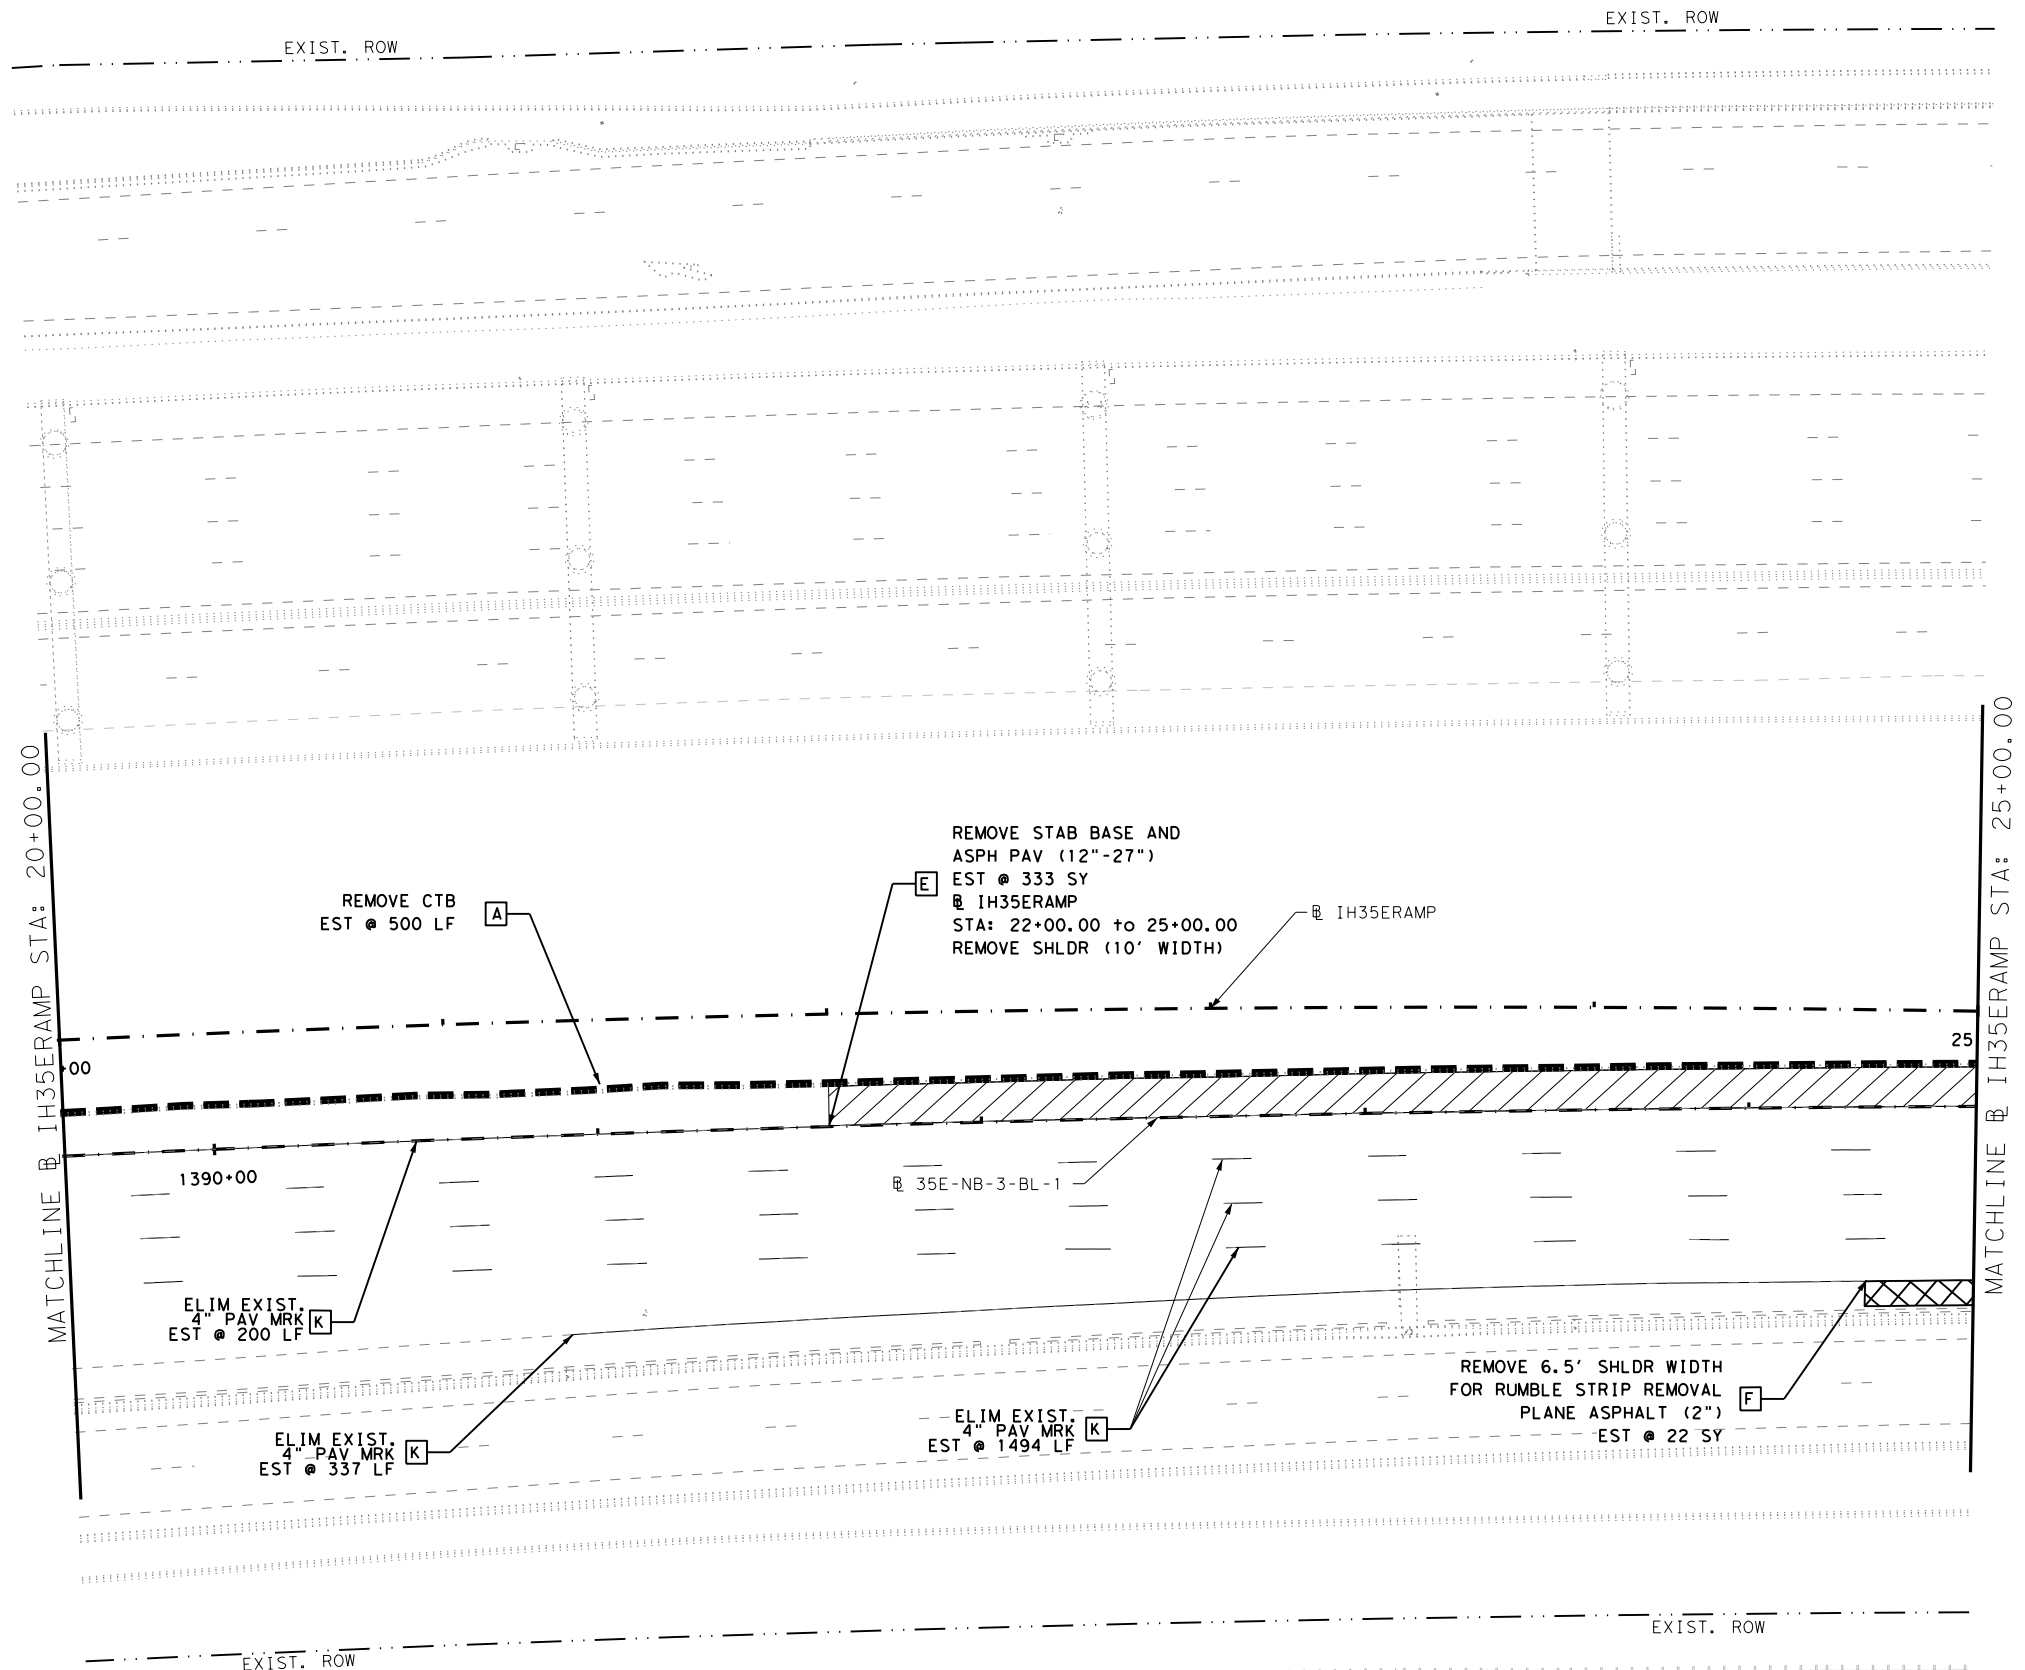 EXIST. ROW
EXIST. ROW
MATCHLINE ⅊ IH35ERAMP STA: 20+00.00
MATCHLINE ⅊ IH35ERAMP STA: 25+00.00
REMOVE STAB BASE AND
ASPH PAV (12"-27")
E
EST @ 333 SY
⅊ IH35ERAMP
STA: 22+00.00 to 25+00.00
REMOVE SHLDR (10' WIDTH)
REMOVE CTB
EST @ 500 LF
A
⅊ IH35ERAMP
+00
25
1390+00
⅊ 35E-NB-3-BL-1
ELIM EXIST.
4" PAV MRK
EST @ 200 LF
K
ELIM EXIST.
4" PAV MRK
EST @ 337 LF
K
ELIM EXIST.
4" PAV MRK
EST @ 1494 LF
K
REMOVE 6.5' SHLDR WIDTH
FOR RUMBLE STRIP REMOVAL
PLANE ASPHALT (2")
EST @ 22 SY
F
EXIST. ROW
EXIST. ROW